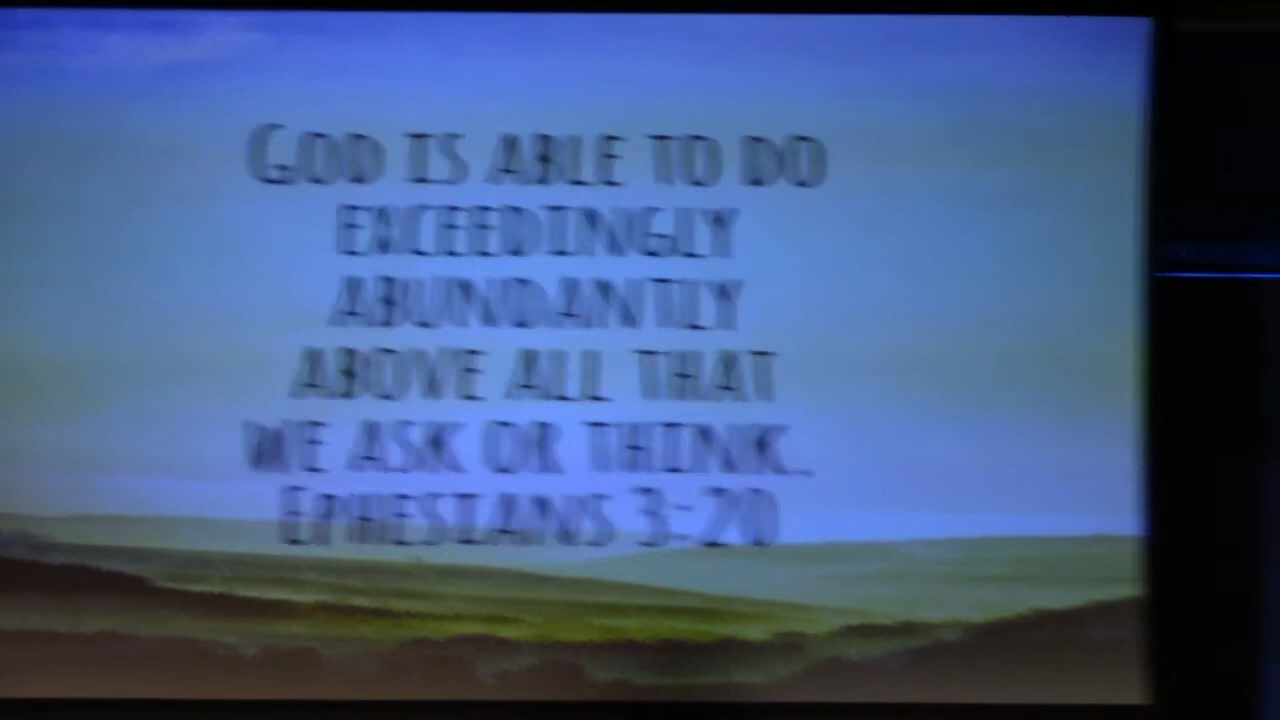 God is able to do
exceedingly
abundantly
above all that
we ask or think.
Ephesians 3:20